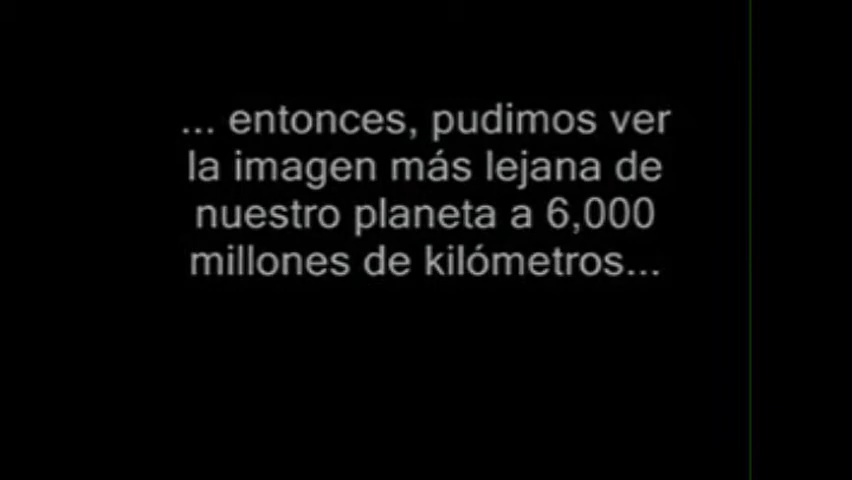 ... entonces, pudimos ver
la imagen más lejana de
nuestro planeta a 6,000
millones de kilómetros...